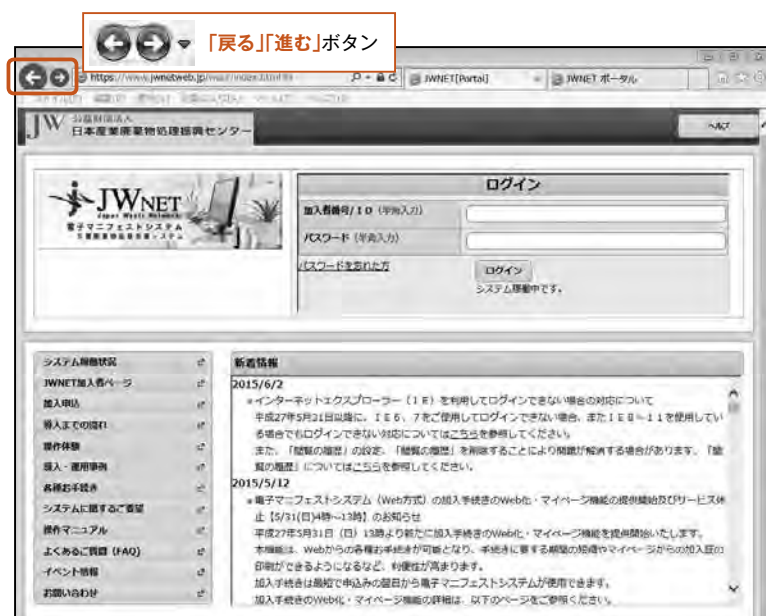 「戻る」「進む」ボタン
JWNET[Portal]
JWNET ポータル
JW 公益財団法人
日本産業廃棄物処理振興センター
ヘルプ
JWNET
Japan Waste Network
電子マニフェストシステム
ログイン
加入者番号/ID (半角入力)
パスワード (半角入力)
パスワードを忘れた方
ログイン
システム稼働中です。
システム稼働状況
JWNET加入者ページ
加入申込
導入までの流れ
操作体験
導入・運用事例
各種お手続き
システムに関するご要望
操作マニュアル
よくあるご質問 (FAQ)
イベント情報
お問い合わせ
新着情報
2015/6/2
インターネットエクスプローラー（IE）を利用してログインできない場合の対応について
平成27年5月21日以降に、IE6、7をご使用してログインできない場合、またIE8～11を使用してい
る場合でもログインできない対応についてはこちらを参照してください。
また、「閲覧の履歴」の設定、「閲覧の履歴」を削除することにより問題が解消する場合があります。「閲
覧の履歴」についてはこちらを参照してください。
2015/5/12
電子マニフェストシステム（Web方式）の加入手続きのWeb化・マイページ機能の提供開始及びサービス休
止【5/31(日)4時～13時】のお知らせ
平成27年5月31日（日）13時より新たに加入手続きのWeb化・マイページ機能を提供開始いたします。
本機能は、Webからの各種お手続きが可能となり、手続きに要する期間の短縮やマイページからの加入証の
印刷ができるようになるなど、利便性が高まります。
加入手続きは最短で申込みの翌日から電子マニフェストシステムが使用できます。
加入手続きのWeb化・マイページ機能の詳細は、以下のページをご参照ください。